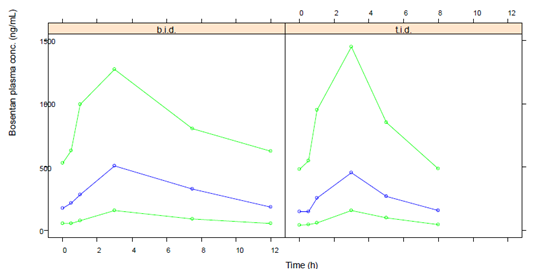 0 2 4 6 8 10 12
b.i.d. t.i.d.
Bosentan plasma conc. (ng/mL)
1500
1000
500
0
0 2 4 6 8 10 12
Time (h)